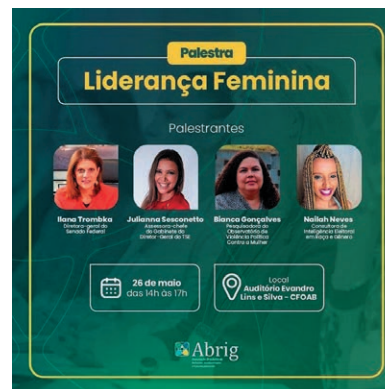 Palestra
Liderança Feminina
Palestrantes
Ilana Trombka
Diretora-geral do
Senado Federal
Julianna Sesconetto
Assessora-chefe
do Gabinete do
Diretor-Geral do TSE
Bianca Gonçalves
Pesquisadora do
Observatório de
Violência Política
Contra a Mulher
Nailah Neves
Consultora de
Inteligência Eleitoral
em Raça e Gênero
26 de maio
das 14h às 17h
Local
Auditório Evandro
Lins e Silva - CFOAB
Abrig